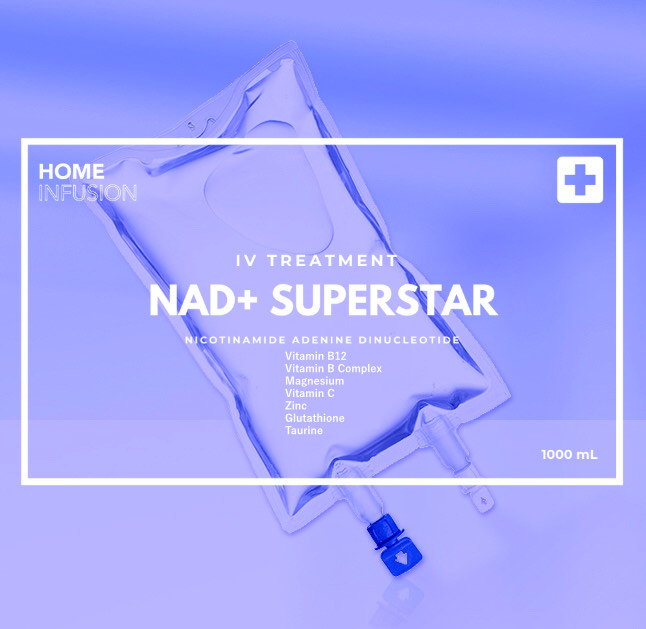 HOME
INFUSION
IV TREATMENT
NAD+ SUPERSTAR
NICOTINAMIDE ADENINE DINUCLEOTIDE
Vitamin B12
Vitamin B Complex
Magnesium
Vitamin C
Zinc
Glutathione
Taurine
1000 mL